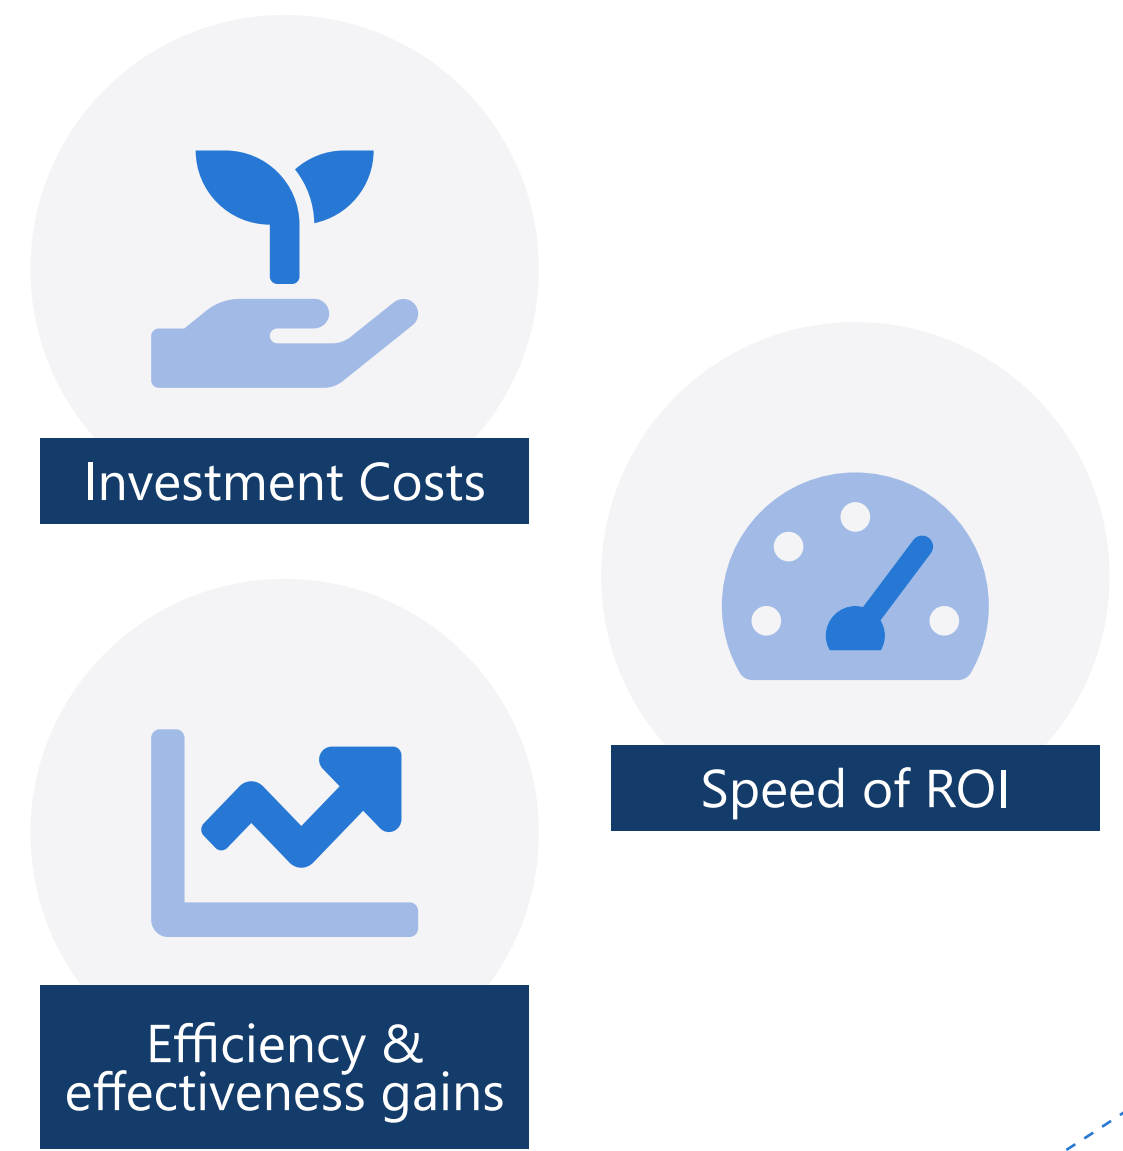 Investment Costs
Speed of ROI
Efficiency &
effectiveness gains